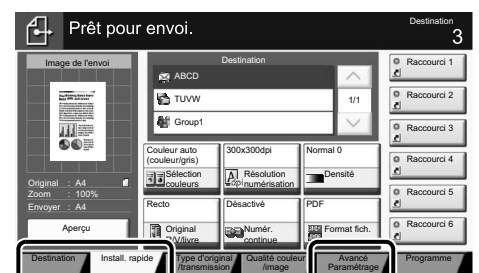 Prêt pour envoi.
Destination
3
Image de l'envoi
Original : A4
Zoom : 100%
Envoyer : A4
Aperçu
Destination
ABCD
TUVW
Group1
1/1
Couleur auto
(couleur/gris)
Sélection
couleurs
300x300dpi
Résolution
numérisation
Normal 0
Densité
Recto
Original
R/V/livre
Désactivé
Numér.
continue
PDF
Format fich.
Raccourci 1
Raccourci 2
Raccourci 3
Raccourci 4
Raccourci 5
Raccourci 6
Destination
Install. rapide
Type d'original
/transmission
Qualité couleur
/image
Avancé
Paramétrage
Programme